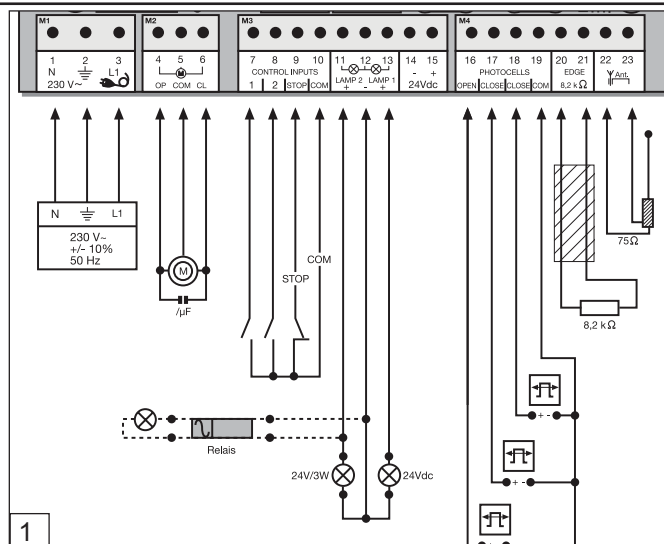 M1 M2 M3 M4
1 2 3 4 5 6 7 8 9 10 11 12 13 14 15 16 17 18 19 20 21 22 23
N L1 M CONTROL INPUTS - + PHOTOCELLS EDGE Ant.
230 V~ OP COM CL 1 2 STOP COM LAMP 2 LAMP 1 24Vdc OPEN CLOSE CLOSE COM 8,2 kΩ
+ - +
N L1
230 V~
+/- 10%
50 Hz
M
/µF
COM
STOP
75Ω
8,2 kΩ
+ -
Relais
24V/3W
24Vdc
+ -
+ -
1